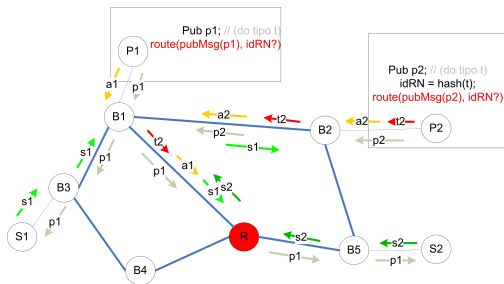 Pub p1; // (do tipo t)
route(pubMsg(p1), idRN?)
P1
a1
p1
Pub p2; // (do tipo t)
idRN = hash(t);
route(pubMsg(p2), idRN?)
B1
a2
t2
B2
a2
t2
P2
p2
p2
s1
s1
p1
t2
a1
p1
s1
s2
B3
s1
p1
S1
R
s2
p1
B5
s2
p1
S2
B4